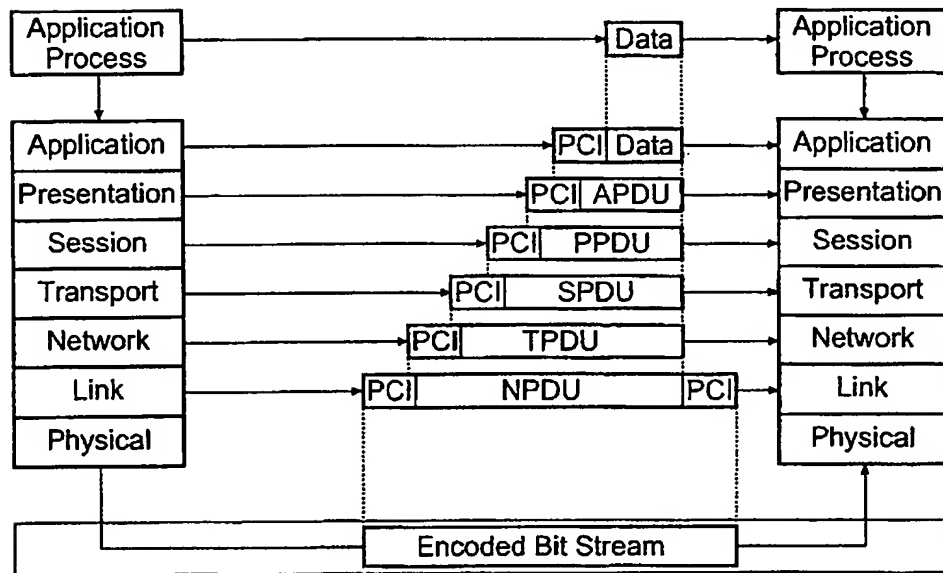 Application
Process
Data
Application
Process
Application
PCI Data
Application
Presentation
PCI APDU
Presentation
Session
PCI PPDU
Session
Transport
PCI SPDU
Transport
Network
PCI TPDU
Network
Link
PCI NPDU PCI
Link
Physical
Physical
Encoded Bit Stream